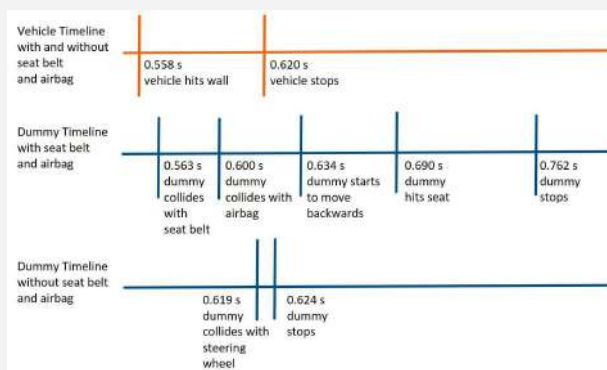 Vehicle Timeline
with and without
seat belt
and airbag
0.558 s
vehicle hits wall
0.620 s
vehicle stops
Dummy Timeline
with seat belt
and airbag
0.563 s
dummy
collides
with
seat belt
0.600 s
dummy
collides with
airbag
0.634 s
dummy starts
to move
backwards
0.690 s
dummy
hits seat
0.762 s
dummy
stops
Dummy Timeline
without seat belt
and airbag
0.619 s
dummy
collides with
steering
wheel
0.624 s
dummy
stops